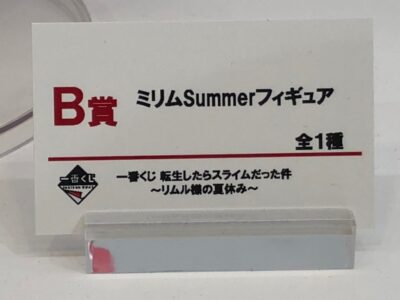 B賞 ミリムSummerフィギュア
全1種
一番くじ
一番くじ 転生したらスライムだった件
～リムル様の夏休み～